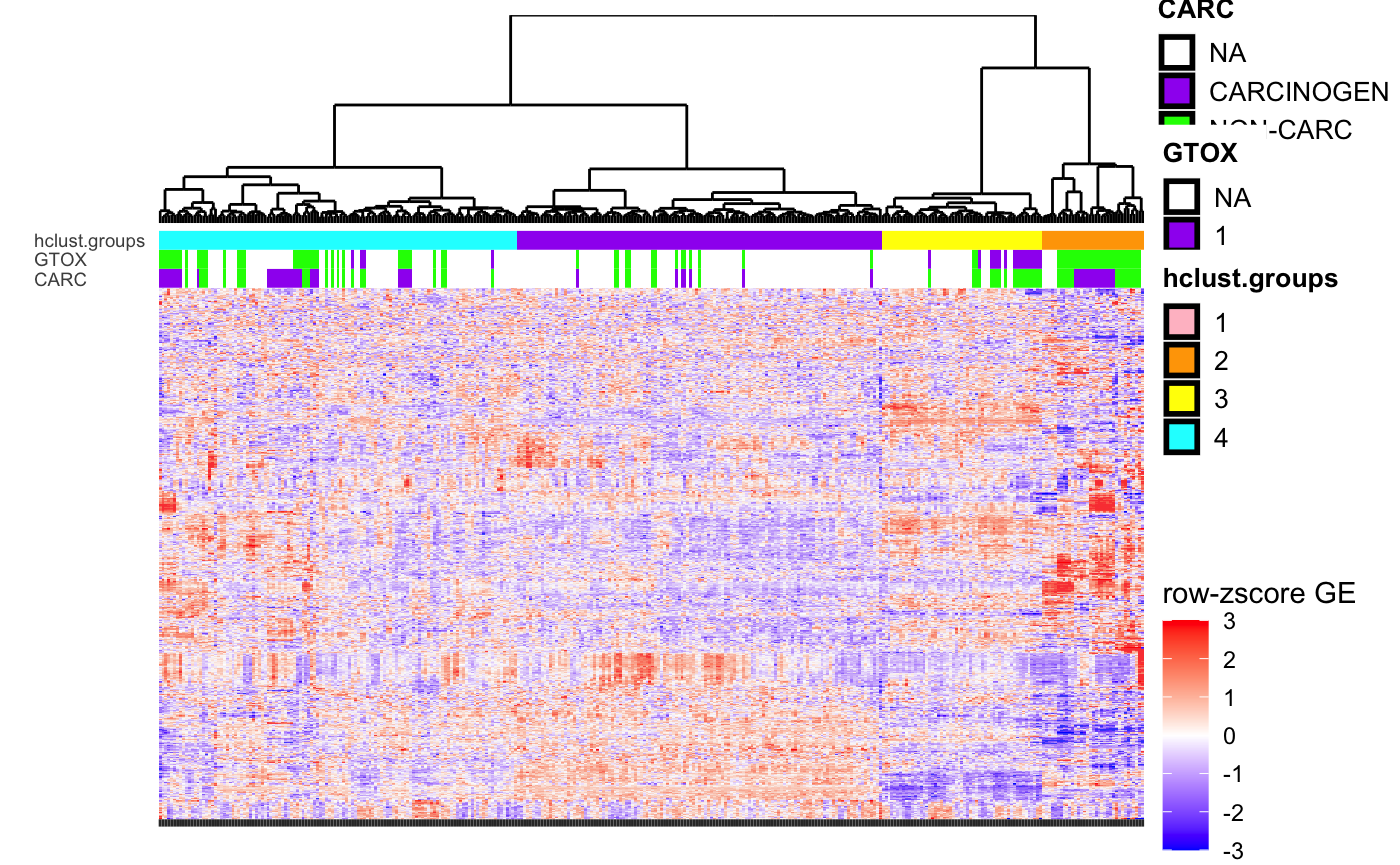 CARC
NA
CARCINOGEN
-CARC
GTOX
NA
1
hclust.groups
GTOX
CARC
hclust.groups
1
2
3
4
row-zscore GE
3
2
1
0
-1
-2
-3